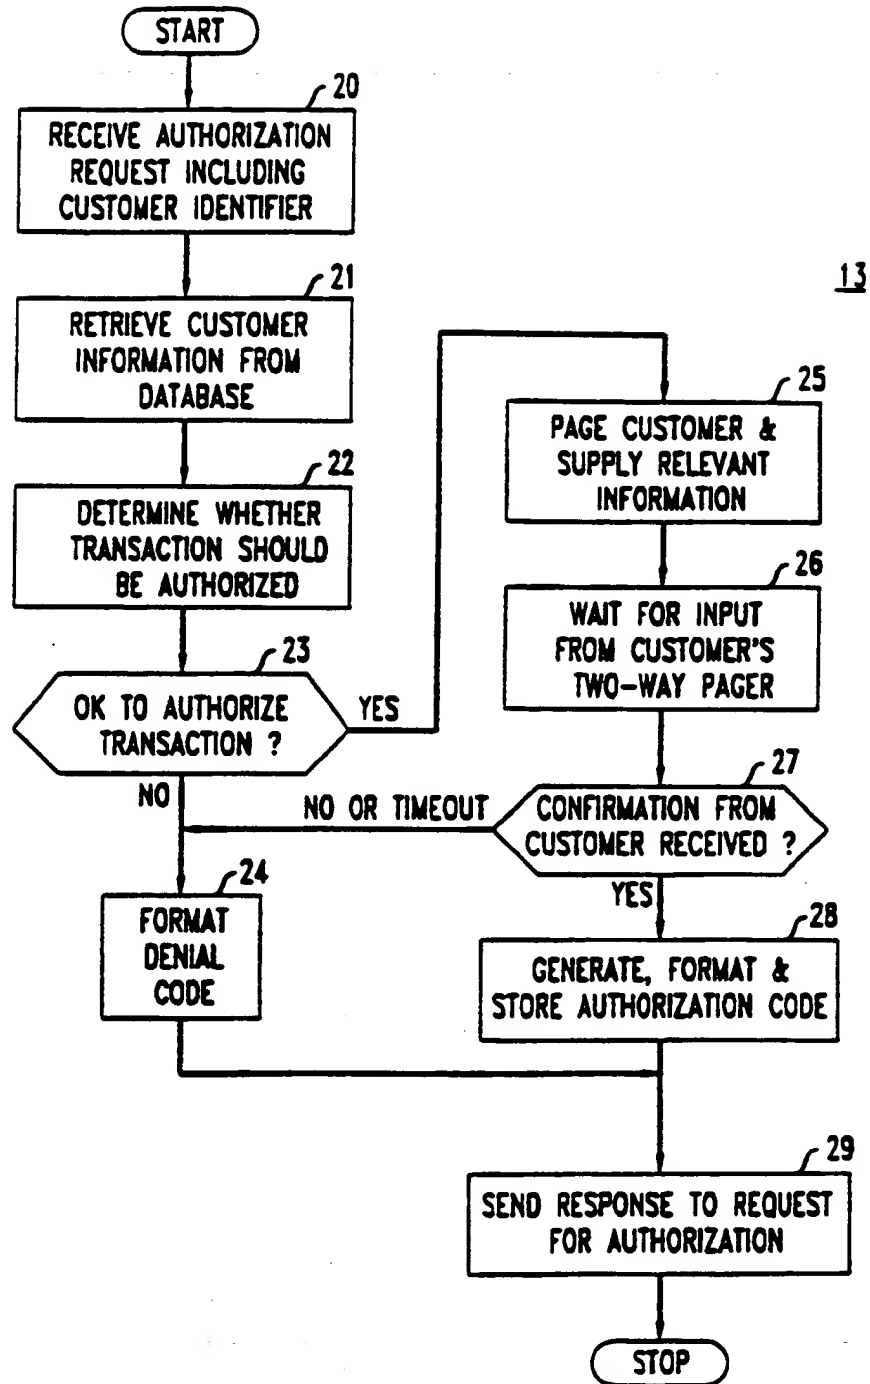 START
20
RECEIVE AUTHORIZATION
REQUEST INCLUDING
CUSTOMER IDENTIFIER
21
RETRIEVE CUSTOMER
INFORMATION FROM
DATABASE
22
DETERMINE WHETHER
TRANSACTION SHOULD
BE AUTHORIZED
23
OK TO AUTHORIZE
TRANSACTION ?
YES
NO
24
FORMAT
DENIAL
CODE
13
25
PAGE CUSTOMER &
SUPPLY RELEVANT
INFORMATION
26
WAIT FOR INPUT
FROM CUSTOMER'S
TWO-WAY PAGER
27
CONFIRMATION FROM
CUSTOMER RECEIVED ?
NO OR TIMEOUT
YES
28
GENERATE, FORMAT &
STORE AUTHORIZATION CODE
29
SEND RESPONSE TO REQUEST
FOR AUTHORIZATION
STOP